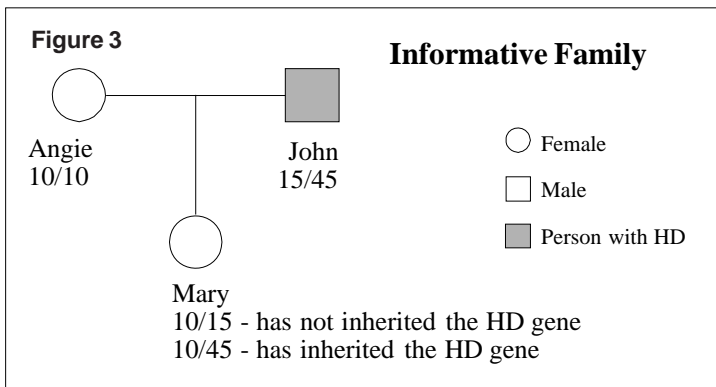 Figure 3
Informative Family
Angie
10/10
John
15/45
Female
Male
Person with HD
Mary
10/15 - has not inherited the HD gene
10/45 - has inherited the HD gene